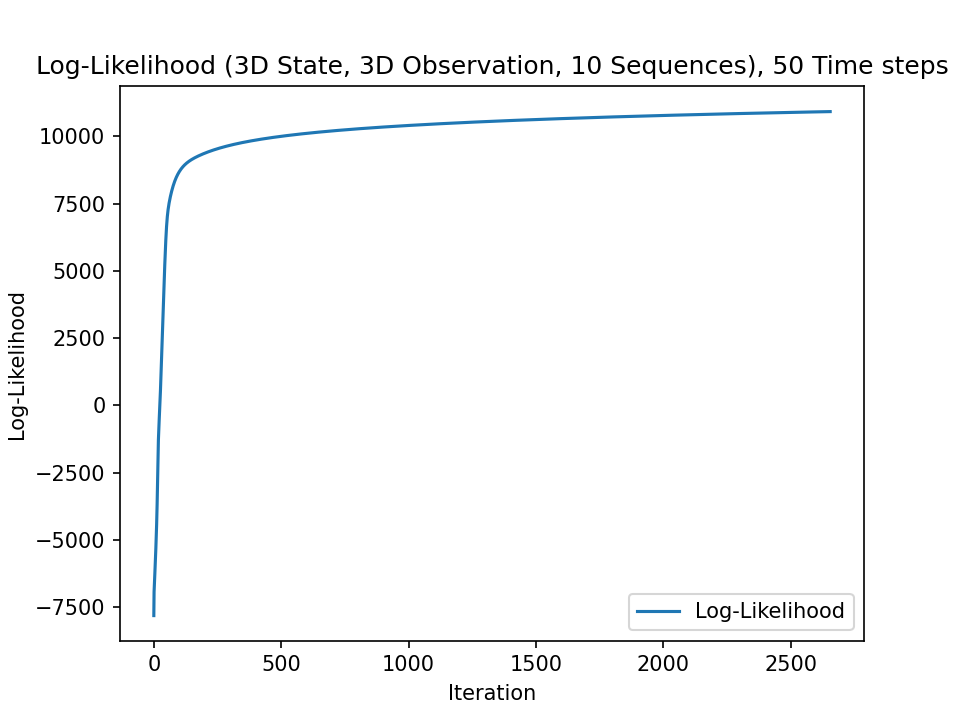 Log-Likelihood (3D State, 3D Observation, 10 Sequences), 50 Time steps
10000
7500
5000
2500
0
−2500
−5000
−7500
Log-Likelihood
Log-Likelihood
0 500 1000 1500 2000 2500
Iteration